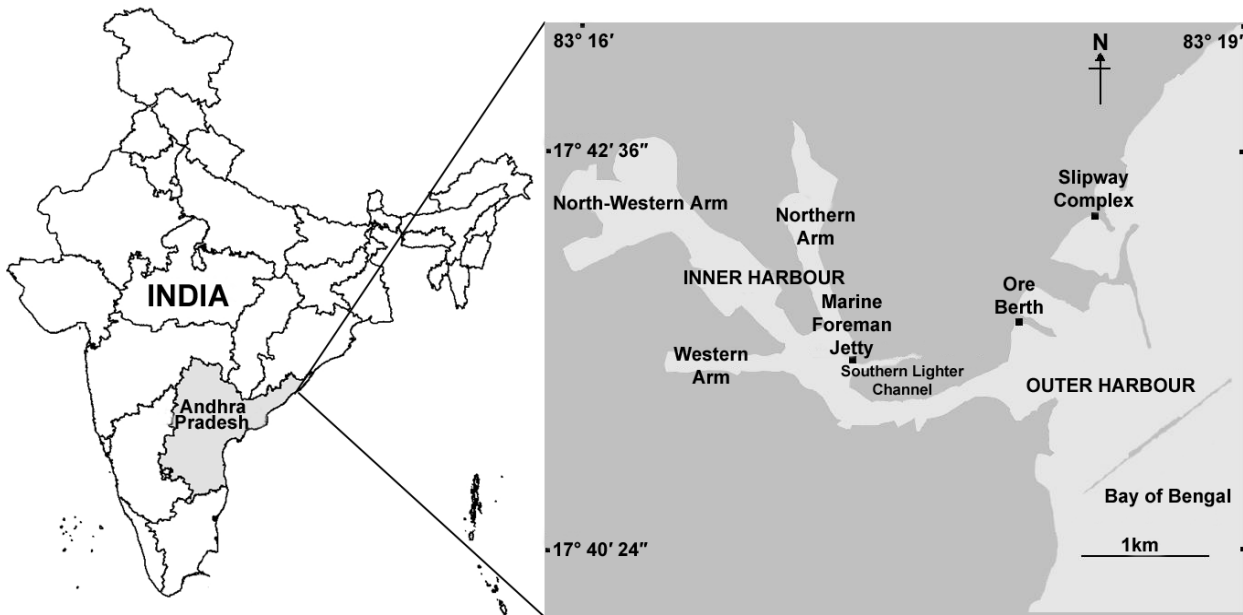 INDIA
Andhra
Pradesh
83° 16′
N
83° 19′
17° 42′ 36″
North-Western Arm
Northern
Arm
Slipway
Complex
INNER HARBOUR
Ore
Berth
Marine
Foreman
Jetty
Western
Arm
Southern Lighter
Channel
OUTER HARBOUR
Bay of Bengal
17° 40′ 24″
1km